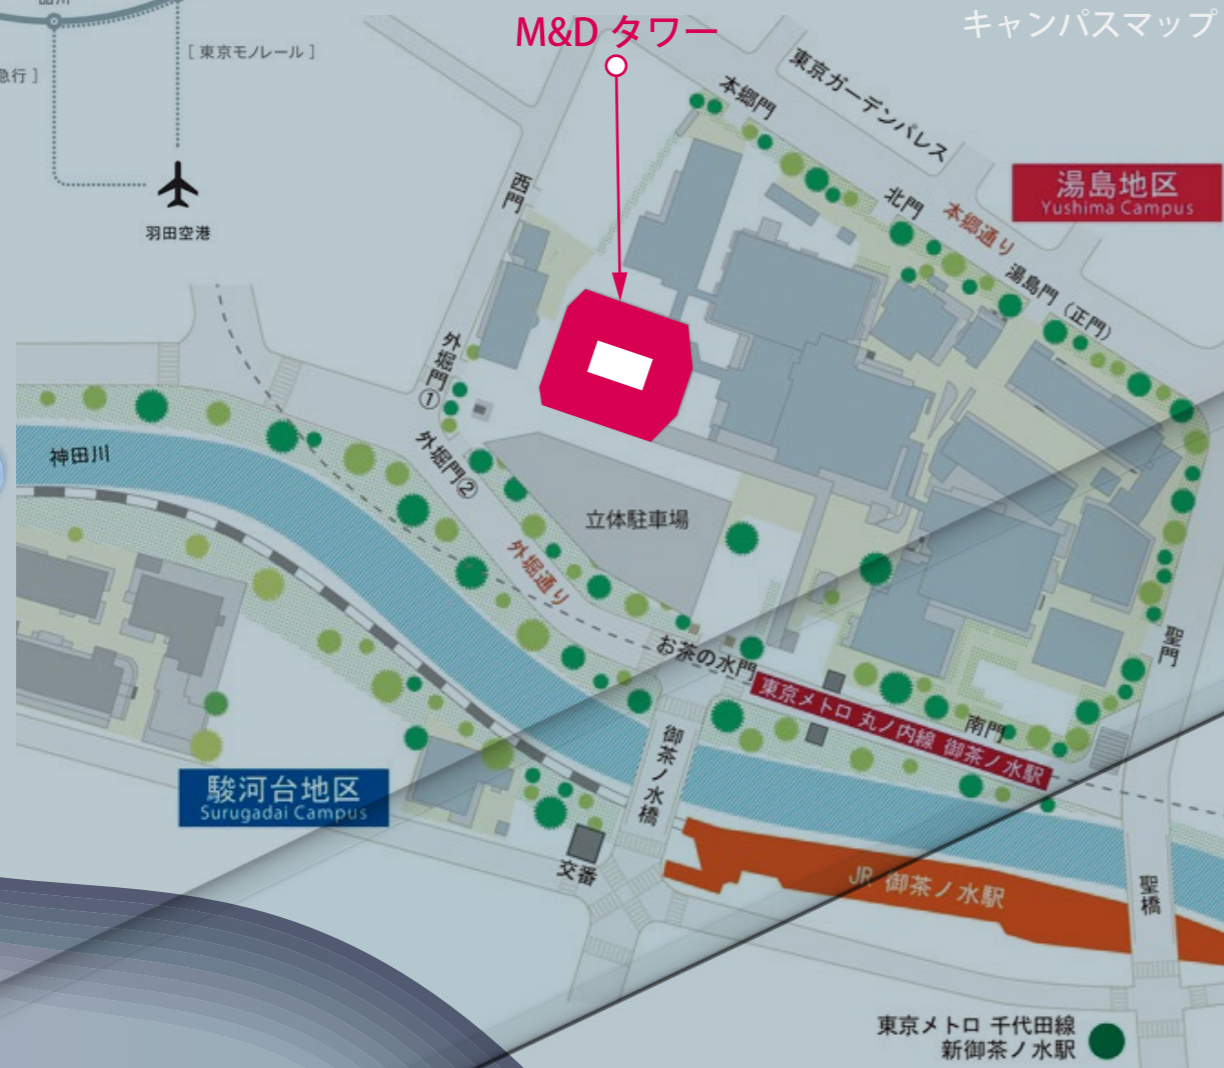 品川
M&D タワー
キャンパスマップ
[ 東京モノレール ]
急行 ]
羽田空港
本郷門
東京ガーデンパレス
西門
北門
本郷通り
湯島地区
Yushima Campus
湯島門（正門）
外堀門①
外堀門②
神田川
立体駐車場
外堀通り
お茶の水門
聖門
東京メトロ 丸ノ内線 御茶ノ水駅
南門
御茶ノ水橋
駿河台地区
Surugadai Campus
交番
JR 御茶ノ水駅
聖橋
東京メトロ 千代田線
新御茶ノ水駅